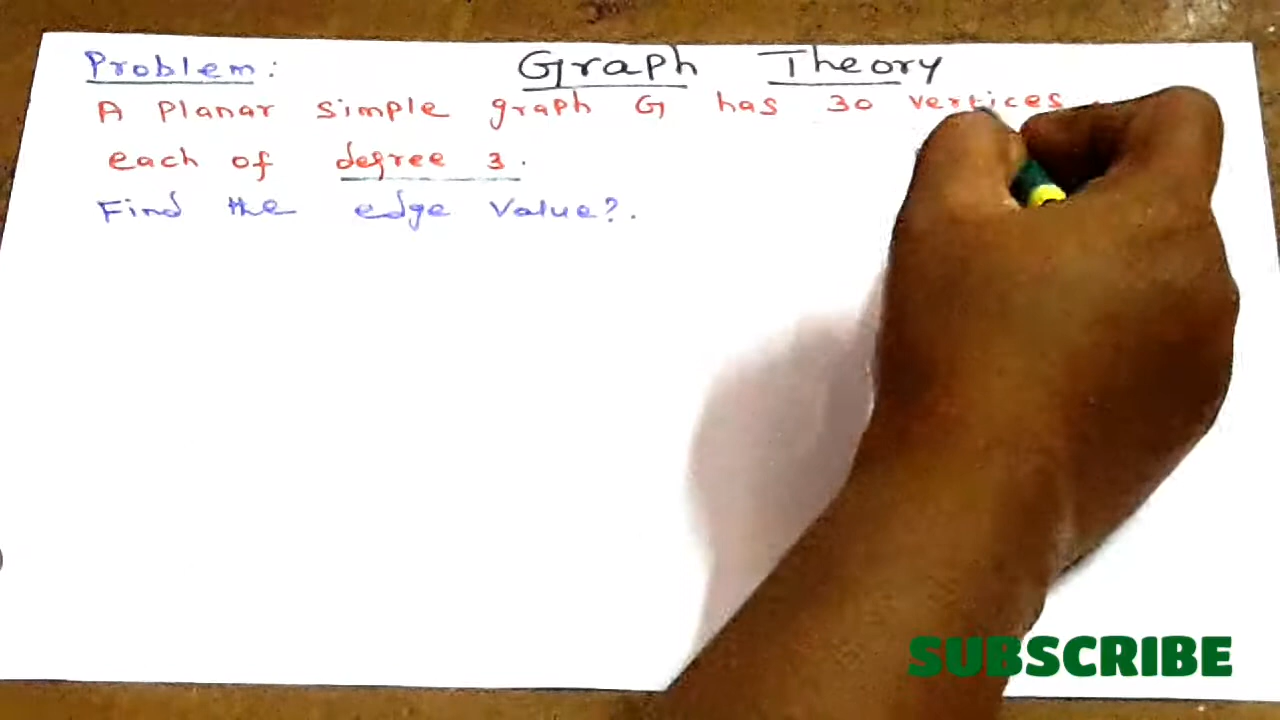 Problem: Graph Theory
A Planar simple graph G has 30 vertices
each of degree 3.
Find the edge value?.
SUBSCRIBE